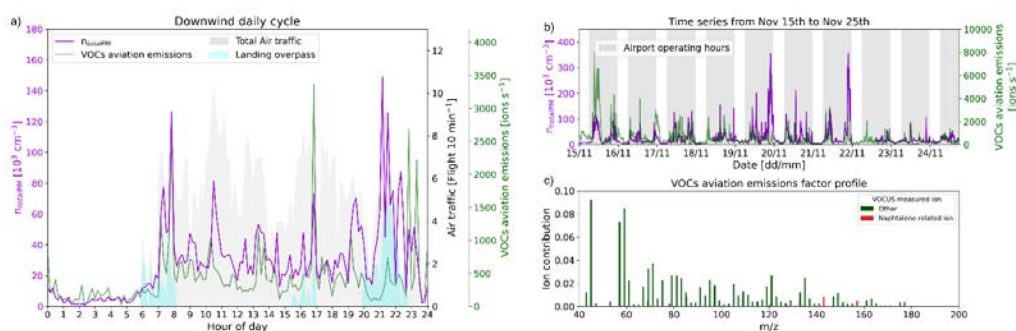 a)
Downwind daily cycle
n_totalPM
VOCs aviation emissions
Total Air traffic
Landing overpass
n_totalPM [10³ cm⁻³]
180
160
140
120
100
80
60
40
20
0
0 1 2 3 4 5 6 7 8 9 10 11 12 13 14 15 16 17 18 19 20 21 22 23 24
Hour of day
12
10
8
6
4
2
0
Air traffic [Flight 10 min⁻¹]
4000
3500
3000
2500
2000
1500
1000
500
0
VOCs aviation emissions [ions s⁻¹]
b)
Time series from Nov 15th to Nov 25th
Airport operating hours
n_totalPM [10³ cm⁻³]
400
300
200
100
0
15/11 16/11 17/11 18/11 19/11 20/11 21/11 22/11 23/11 24/11
Date [dd/mm]
10000
8000
6000
4000
2000
0
VOCs aviation emissions
[ions s⁻¹]
c)
VOCs aviation emissions factor profile
VOCUS measured ion
Other
Naphtalene-related ion
Ion contribution
0.10
0.08
0.06
0.04
0.02
0.00
40 60 80 100 120 140 160 180 200
m/z